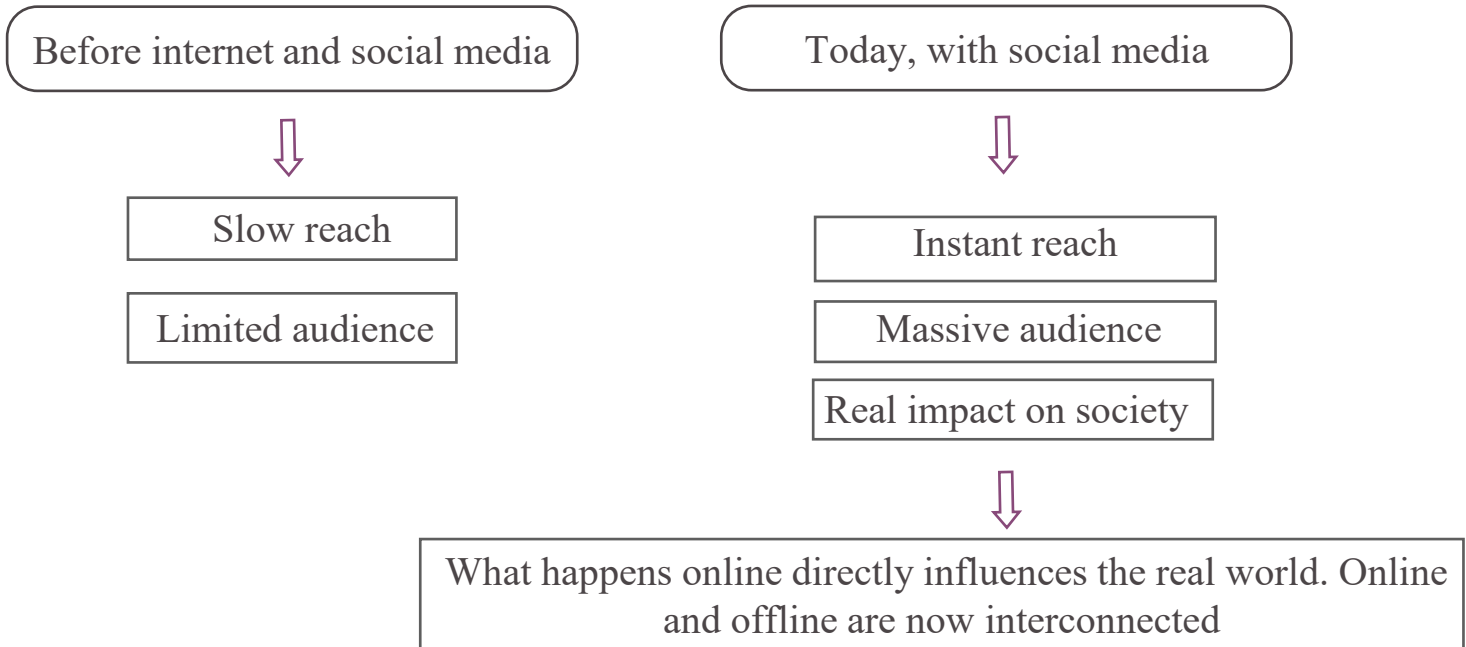 Before internet and social media
Today, with social media
Slow reach
Limited audience
Instant reach
Massive audience
Real impact on society
What happens online directly influences the real world. Online
and offline are now interconnected